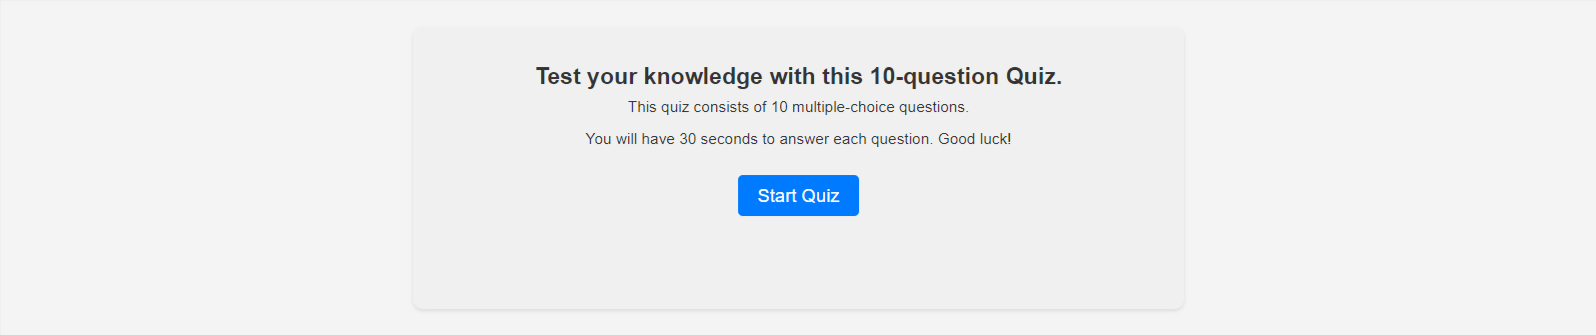 Test your knowledge with this 10-question Quiz.
This quiz consists of 10 multiple-choice questions.
You will have 30 seconds to answer each question. Good luck!
Start Quiz